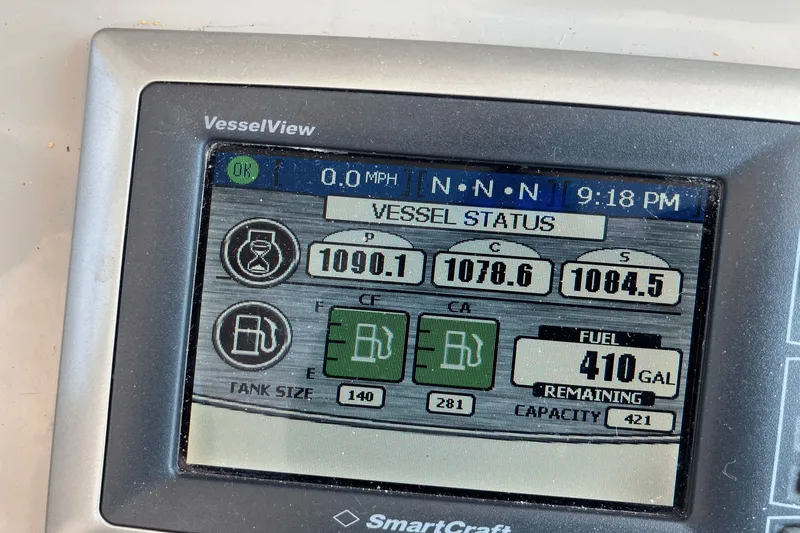 VesselView
OK 0.0 MPH N•N•N 9:18 PM
VESSEL STATUS
P C S
1090.1 1078.6 1084.5
F CF CA
FUEL
410 GAL
E REMAINING
TANK SIZE 140 281 CAPACITY 421
SmartCraft